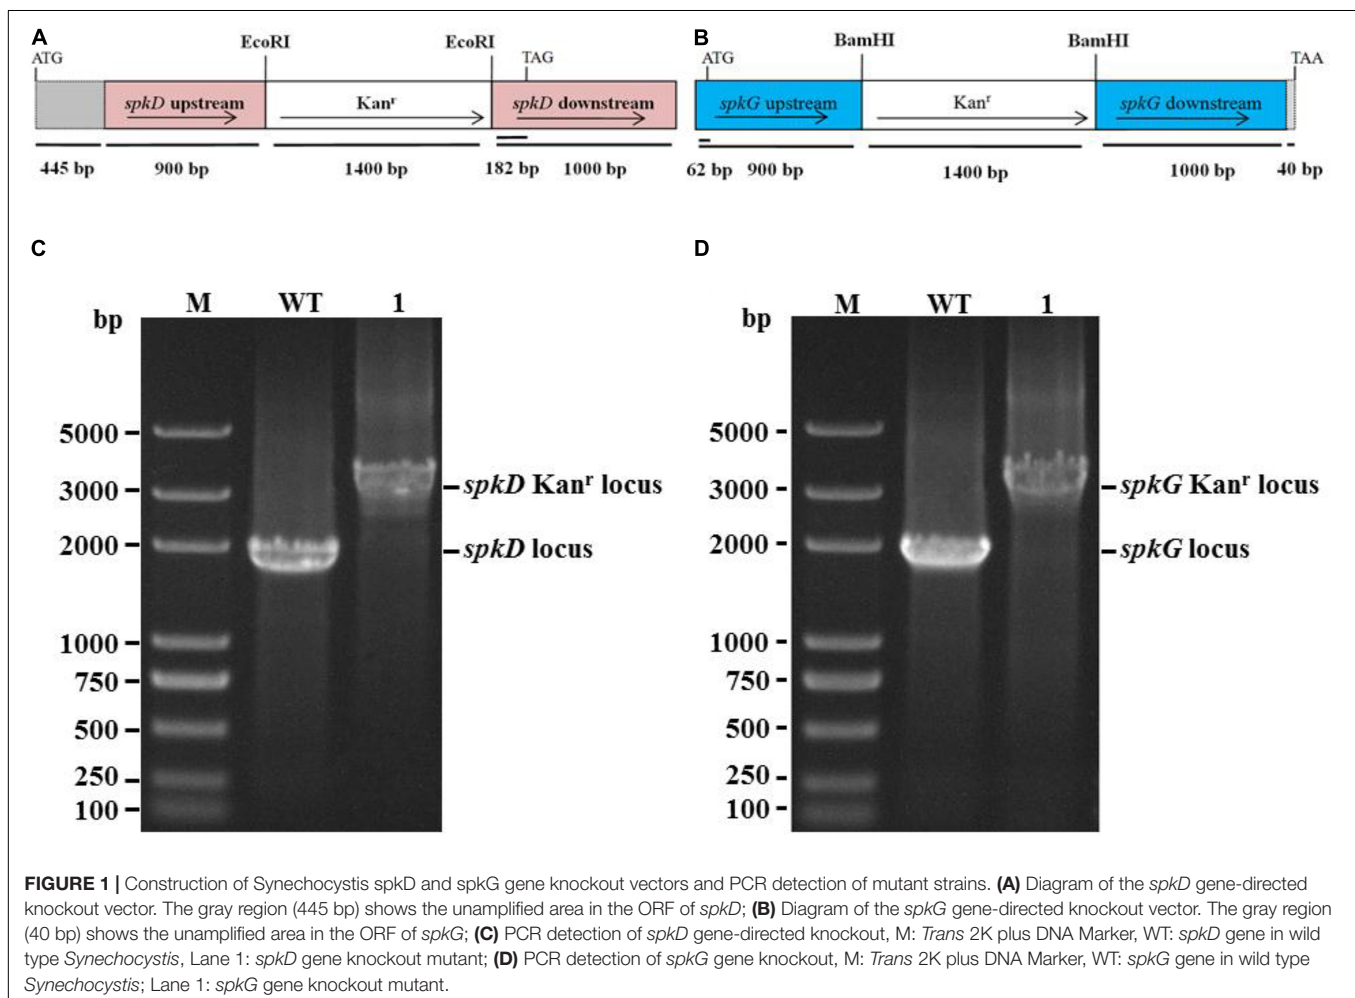 A
B
EcoRI
EcoRI
BamHI
BamHI
ATG
TAG
ATG
TAA
spkD upstream
Kanʳ
spkD downstream
spkG upstream
Kanʳ
spkG downstream
445 bp
900 bp
1400 bp
182 bp
1000 bp
62 bp
900 bp
1400 bp
1000 bp
40 bp
C
M
WT
1
bp
5000
3000
2000
1000
750
500
250
100
spkD Kanʳ locus
spkD locus
D
M
WT
1
bp
5000
3000
2000
1000
750
500
250
100
spkG Kanʳ locus
spkG locus
FIGURE 1 | Construction of Synechocystis spkD and spkG gene knockout vectors and PCR detection of mutant strains. (A) Diagram of the spkD gene-directed
knockout vector. The gray region (445 bp) shows the unamplified area in the ORF of spkD; (B) Diagram of the spkG gene-directed knockout vector. The gray region
(40 bp) shows the unamplified area in the ORF of spkG; (C) PCR detection of spkD gene-directed knockout, M: Trans 2K plus DNA Marker, WT: spkD gene in wild
type Synechocystis, Lane 1: spkD gene knockout mutant; (D) PCR detection of spkG gene knockout, M: Trans 2K plus DNA Marker, WT: spkG gene in wild type
Synechocystis; Lane 1: spkG gene knockout mutant.